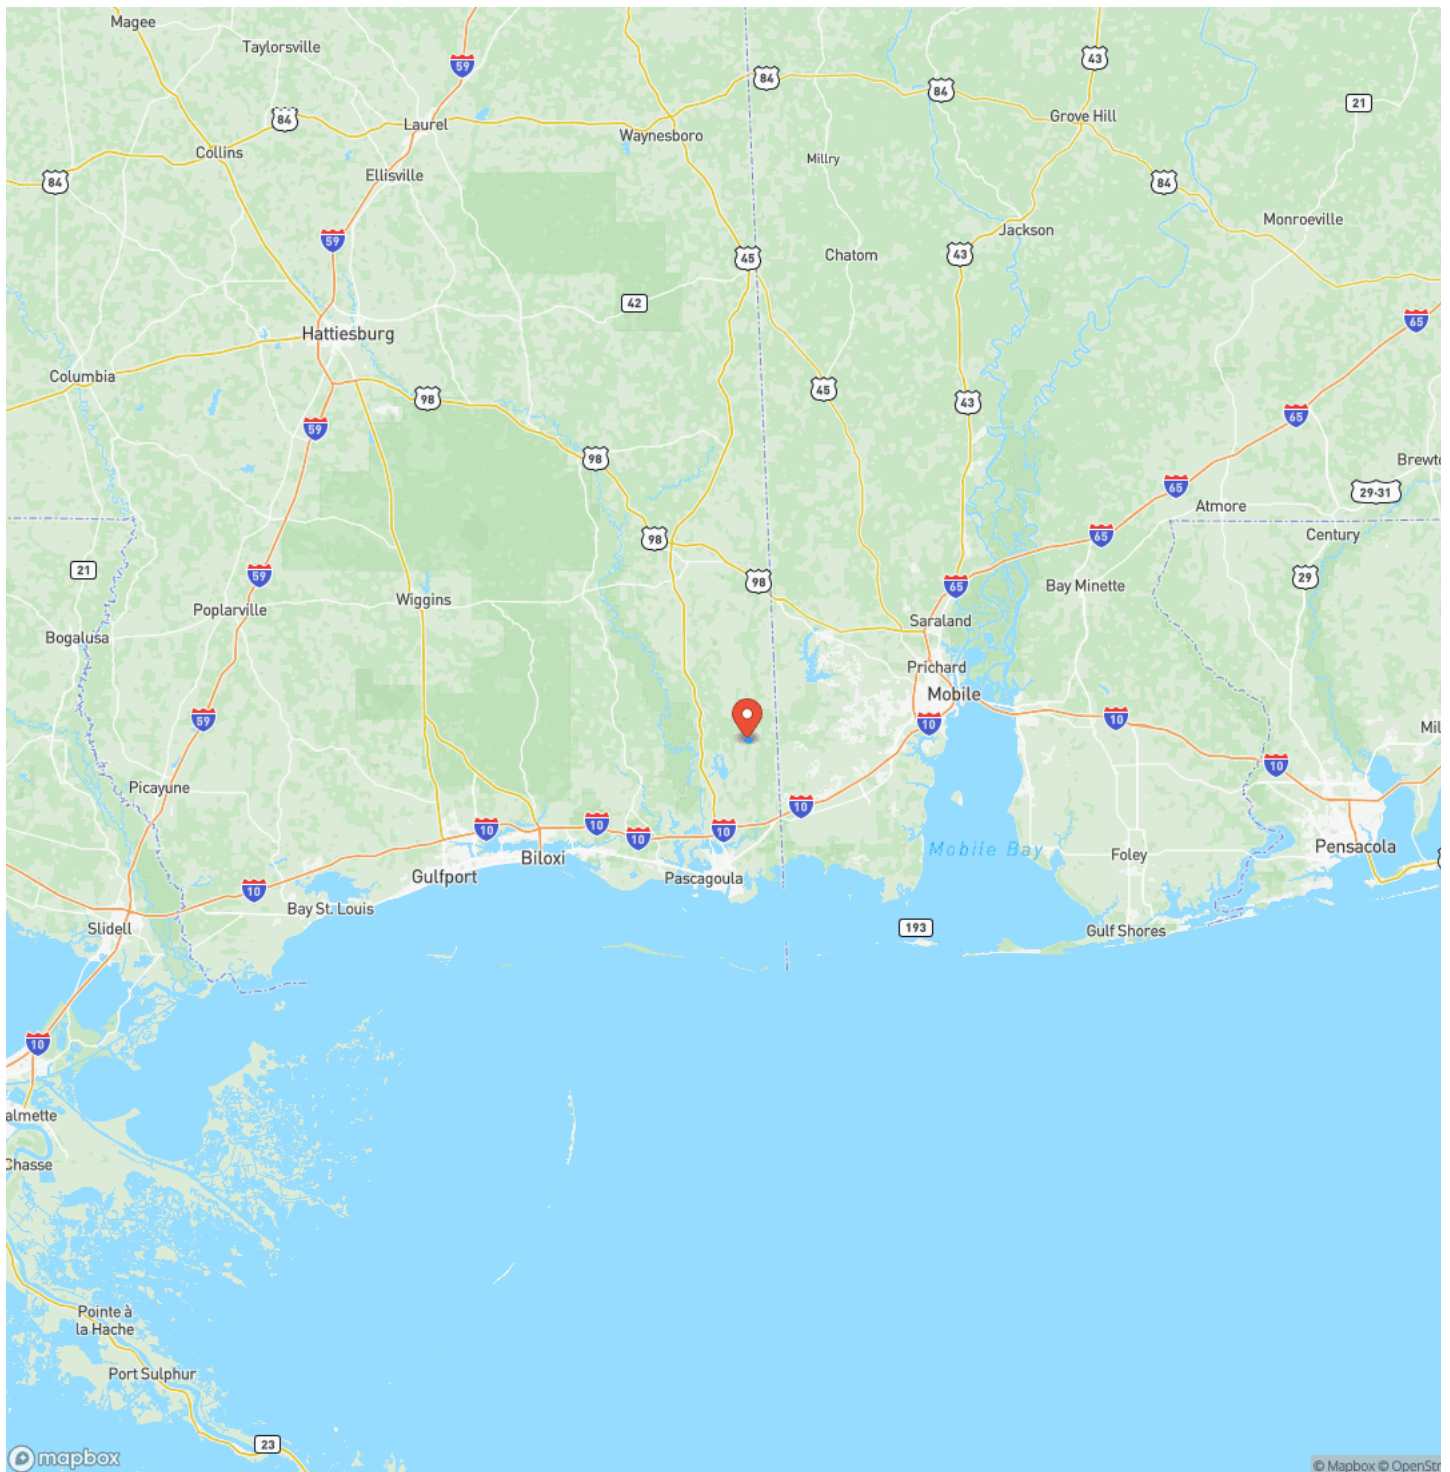 Magee
Taylorsville
59
43
84
84
84
21
Laurel
Grove Hill
Waynesboro
Collins
Millry
Ellisville
84
84
Monroeville
Jackson
59
Chatom
43
45
42
65
Hattiesburg
Columbia
45
98
43
65
59
98
Brewto
65
29-31
Atmore
98
65
Century
21
59
98
65
Bay Minette
29
Wiggins
Poplarville
Saraland
Bogalusa
Prichard
Mobile
59
10
10
Mil
10
Picayune
10
10
10
10
10
Mobile Bay
Pensacola
Biloxi
Foley
Gulfport
Pascagoula
10
Bay St. Louis
Slidell
193
Gulf Shores
10
almette
Chasse
Pointe à
la Hache
Port Sulphur
23
mapbox
© Mapbox © OpenStr